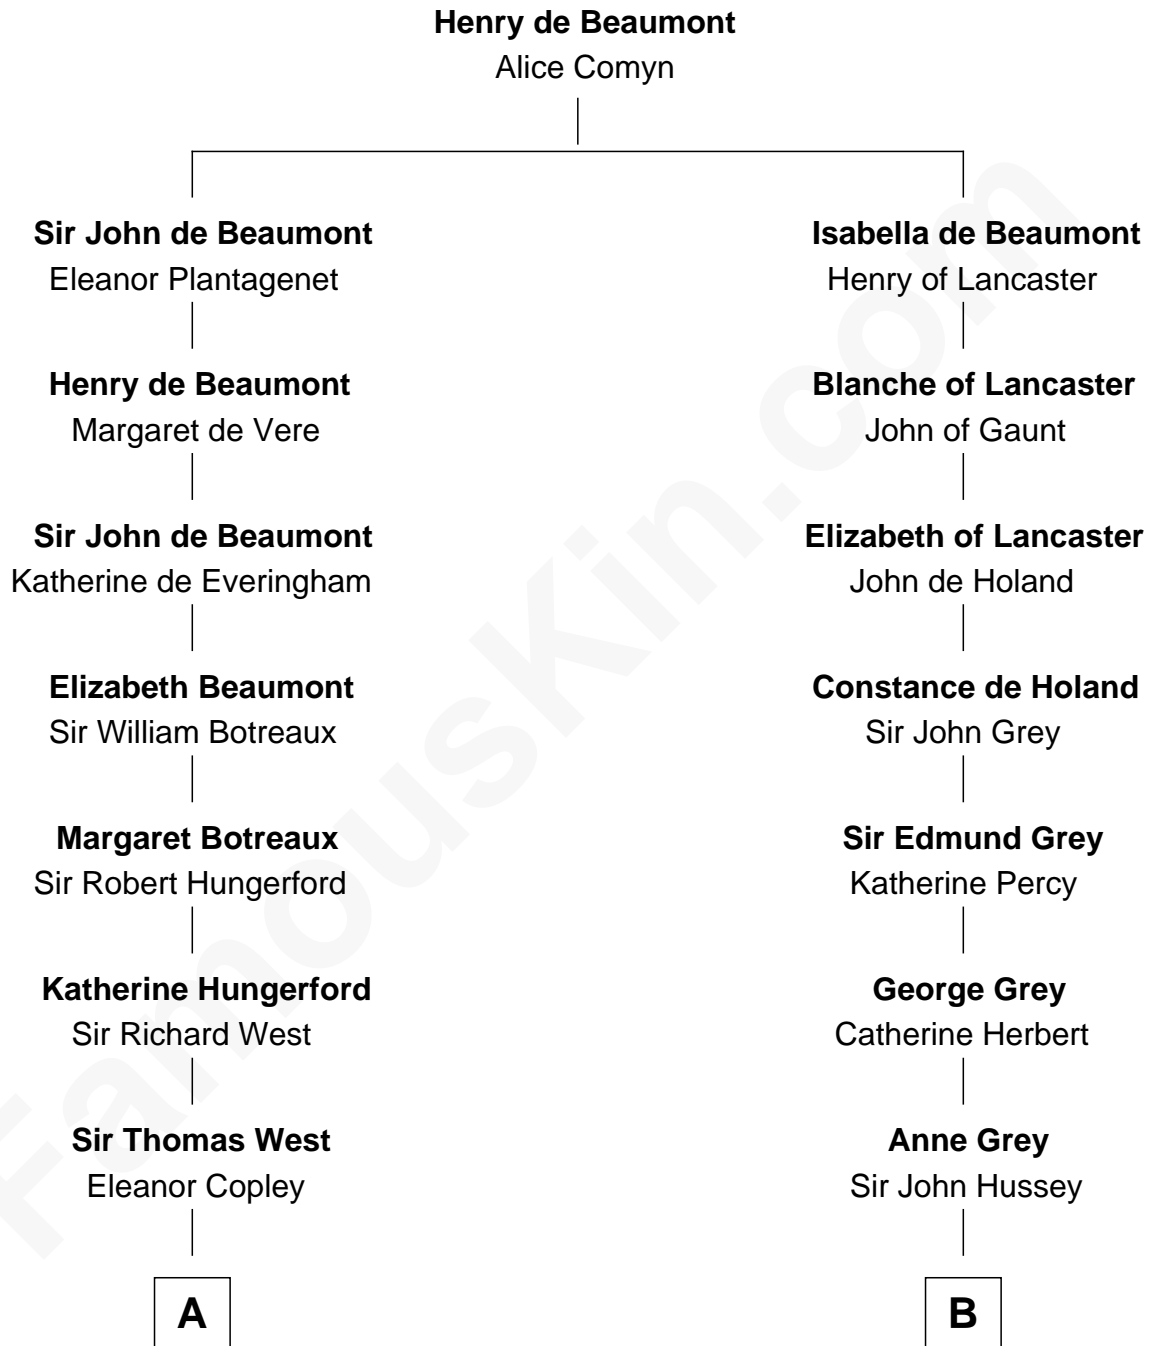 Henry de Beaumont
Alice Comyn
Sir John de Beaumont
Eleanor Plantagenet
Isabella de Beaumont
Henry of Lancaster
Henry de Beaumont
Margaret de Vere
Blanche of Lancaster
John of Gaunt
Sir John de Beaumont
Katherine de Everingham
Elizabeth of Lancaster
John de Holand
Elizabeth Beaumont
Sir William Botreaux
Constance de Holand
Sir John Grey
Margaret Botreaux
Sir Robert Hungerford
Sir Edmund Grey
Katherine Percy
Katherine Hungerford
Sir Richard West
George Grey
Catherine Herbert
Sir Thomas West
Eleanor Copley
Anne Grey
Sir John Hussey
A
B
FamousKin.com